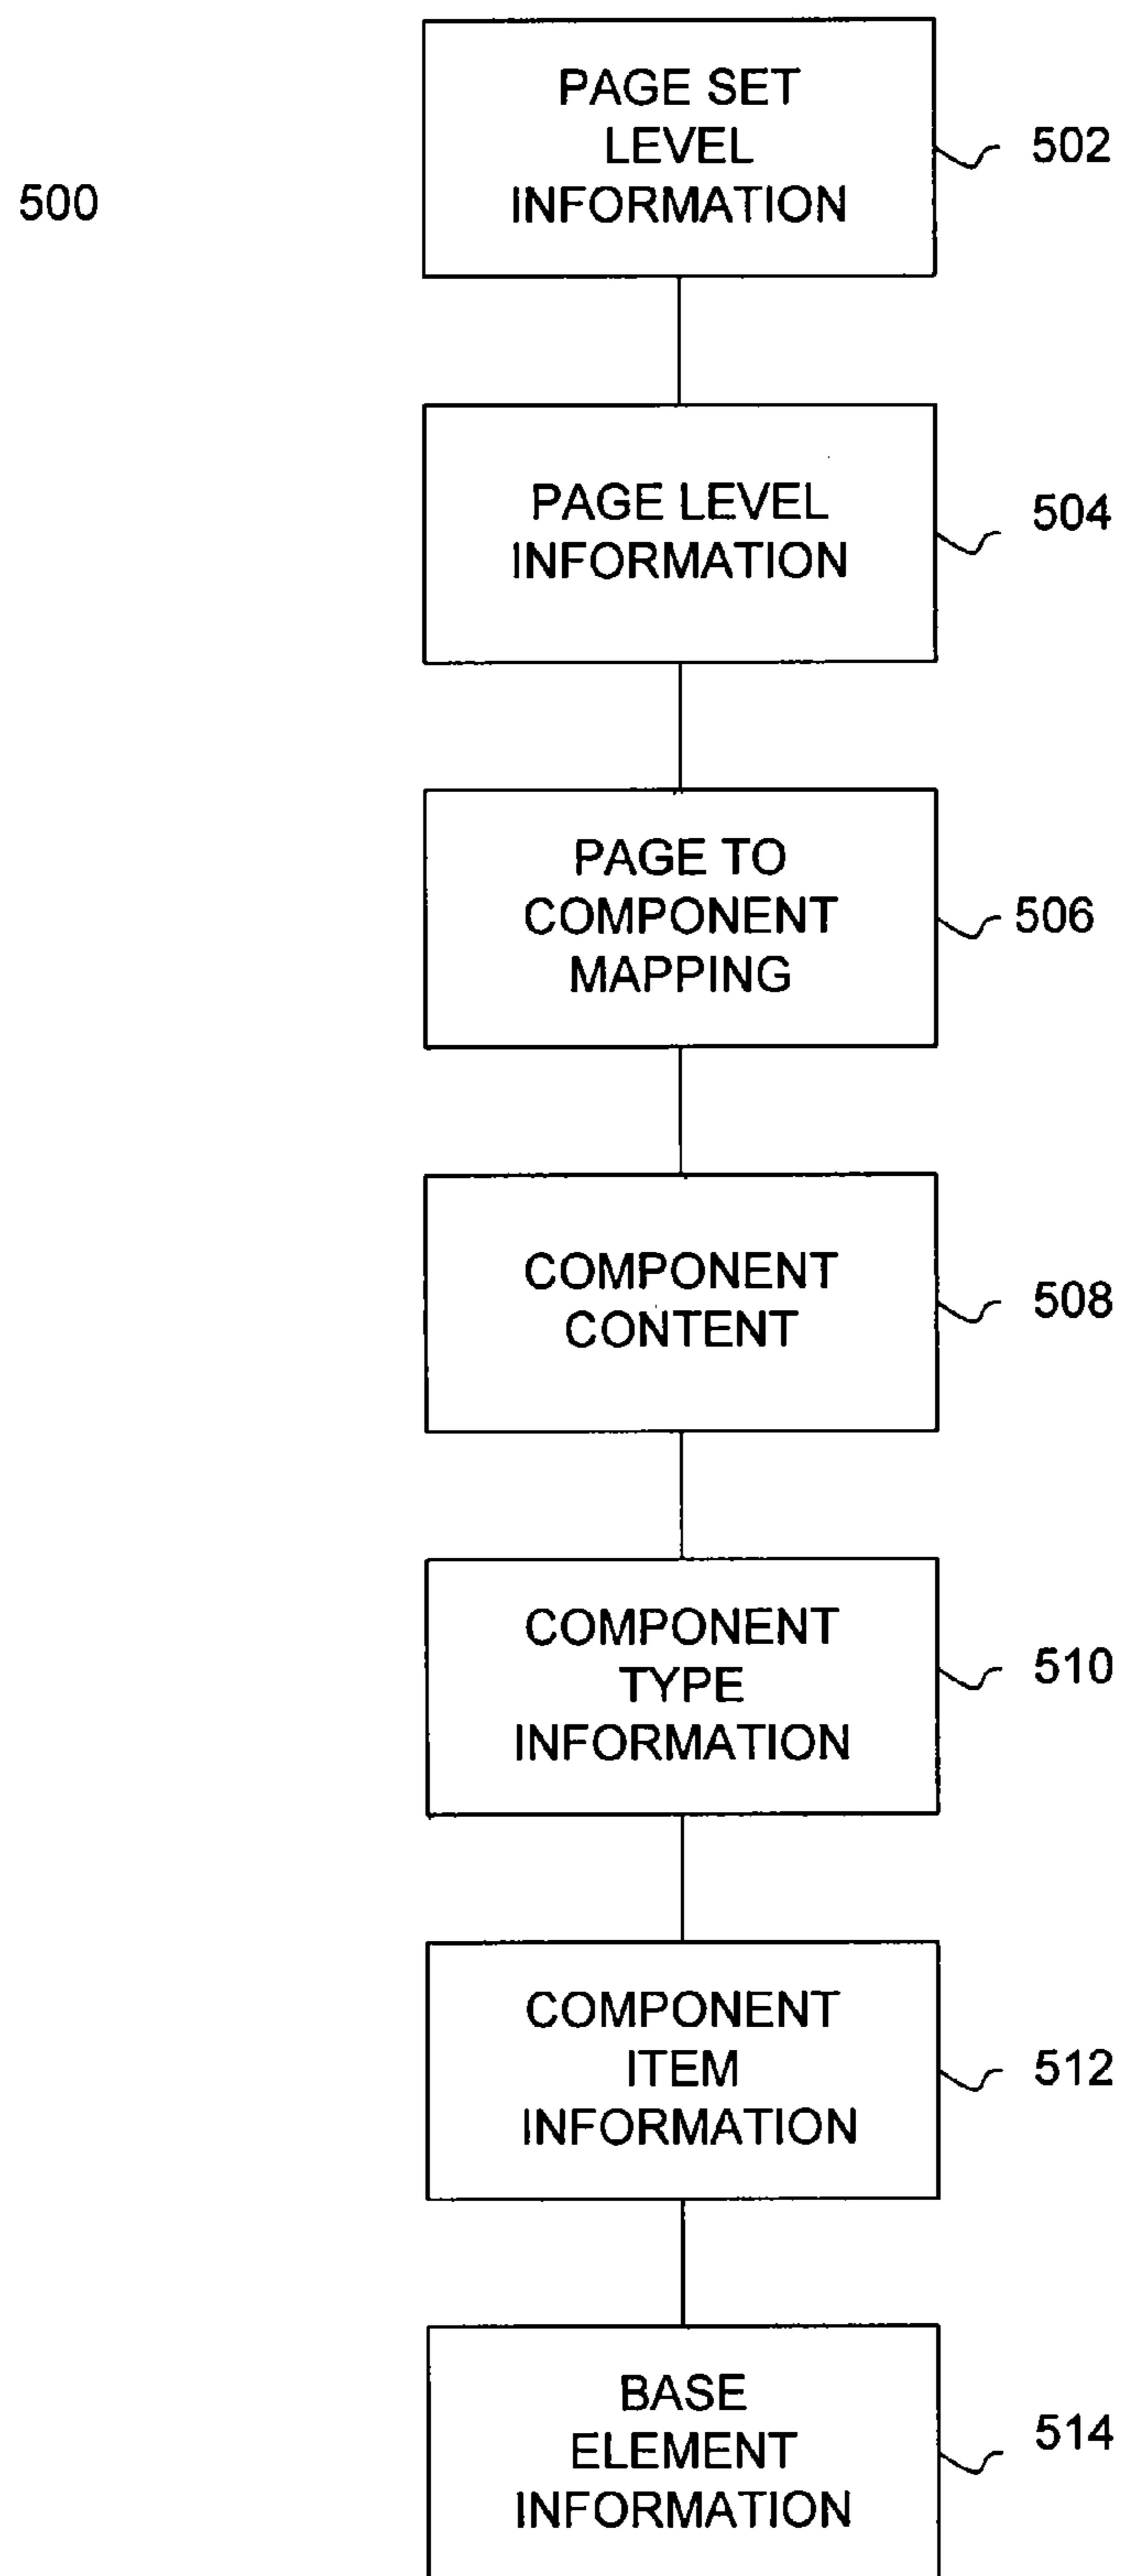 500
PAGE SET
LEVEL
INFORMATION
502
PAGE LEVEL
INFORMATION
504
PAGE TO
COMPONENT
MAPPING
506
COMPONENT
CONTENT
508
COMPONENT
TYPE
INFORMATION
510
COMPONENT
ITEM
INFORMATION
512
BASE
ELEMENT
INFORMATION
514